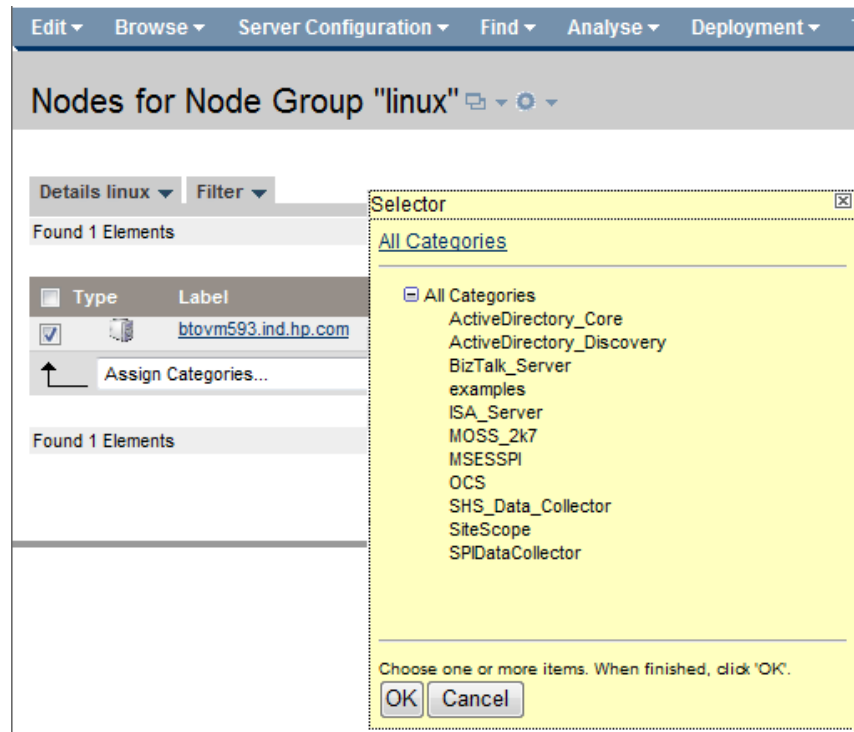 Edit Browse Server Configuration Find Analyse Deployment
Nodes for Node Group "linux"
Details linux Filter
Found 1 Elements
Type Label
btovm593.ind.hp.com
Assign Categories...
Found 1 Elements
Selector
All Categories
All Categories
ActiveDirectory_Core
ActiveDirectory_Discovery
BizTalk_Server
examples
ISA_Server
MOSS_2k7
MSESSPI
OCS
SHS_Data_Collector
SiteScope
SPIDataCollector
Choose one or more items. When finished, click 'OK'.
OK Cancel